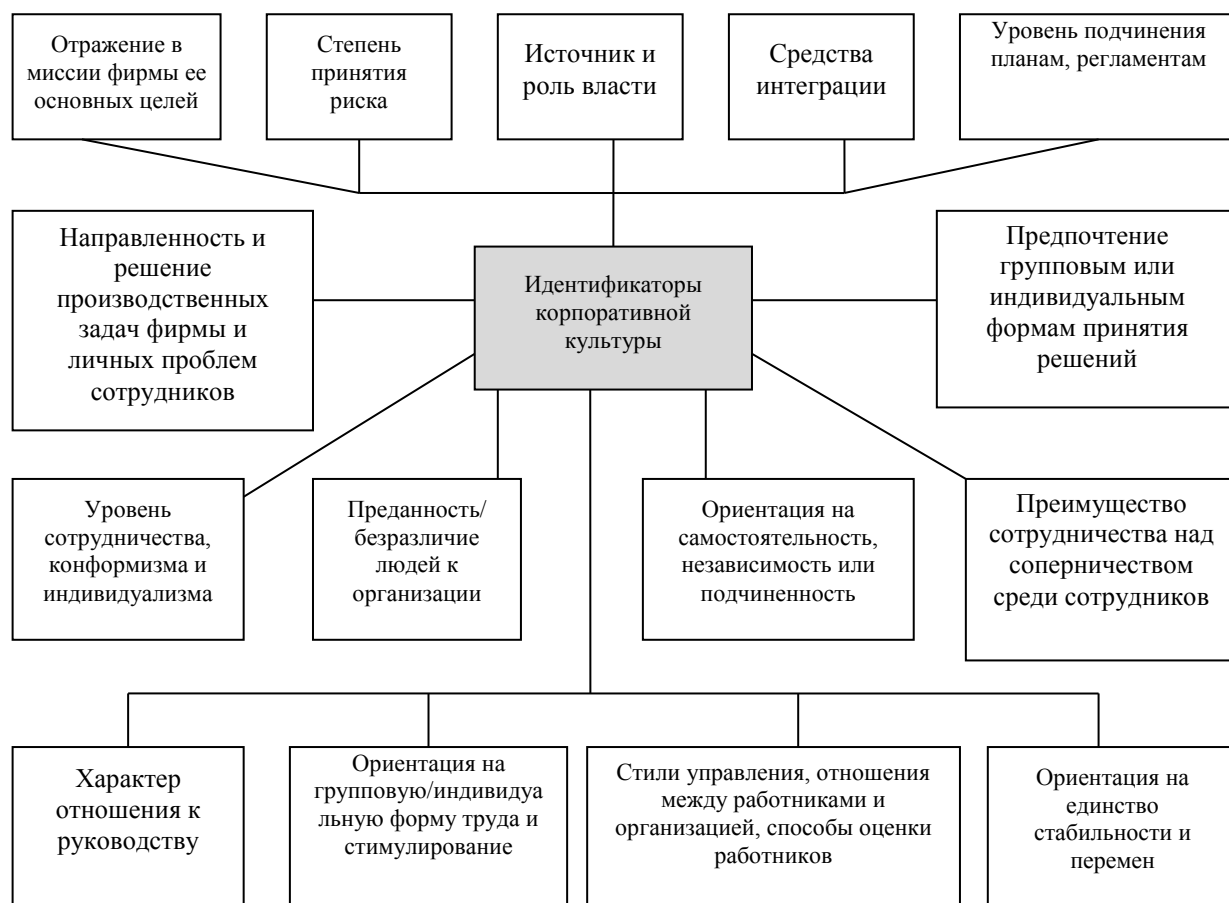 Отражение в
миссии фирмы ее
основных целей
Степень
принятия
риска
Источник и
роль власти
Средства
интеграции
Уровень подчинения
планам, регламентам
Направленность и
решение
производственных
задач фирмы и
личных проблем
сотрудников
Идентификаторы
корпоративной
культуры
Предпочтение
групповым или
индивидуальным
формам принятия
решений
Уровень
сотрудничества,
конформизма и
индивидуализма
Преданность/
безразличие
людей к
организации
Ориентация на
самостоятельность,
независимость или
подчиненность
Преимущество
сотрудничества над
соперничеством
среди сотрудников
Характер
отношения к
руководству
Ориентация на
групповую/индивидуа
льную форму труда и
стимулирование
Стили управления, отношения
между работниками и
организацией, способы оценки
работников
Ориентация на
единство
стабильности и
перемен